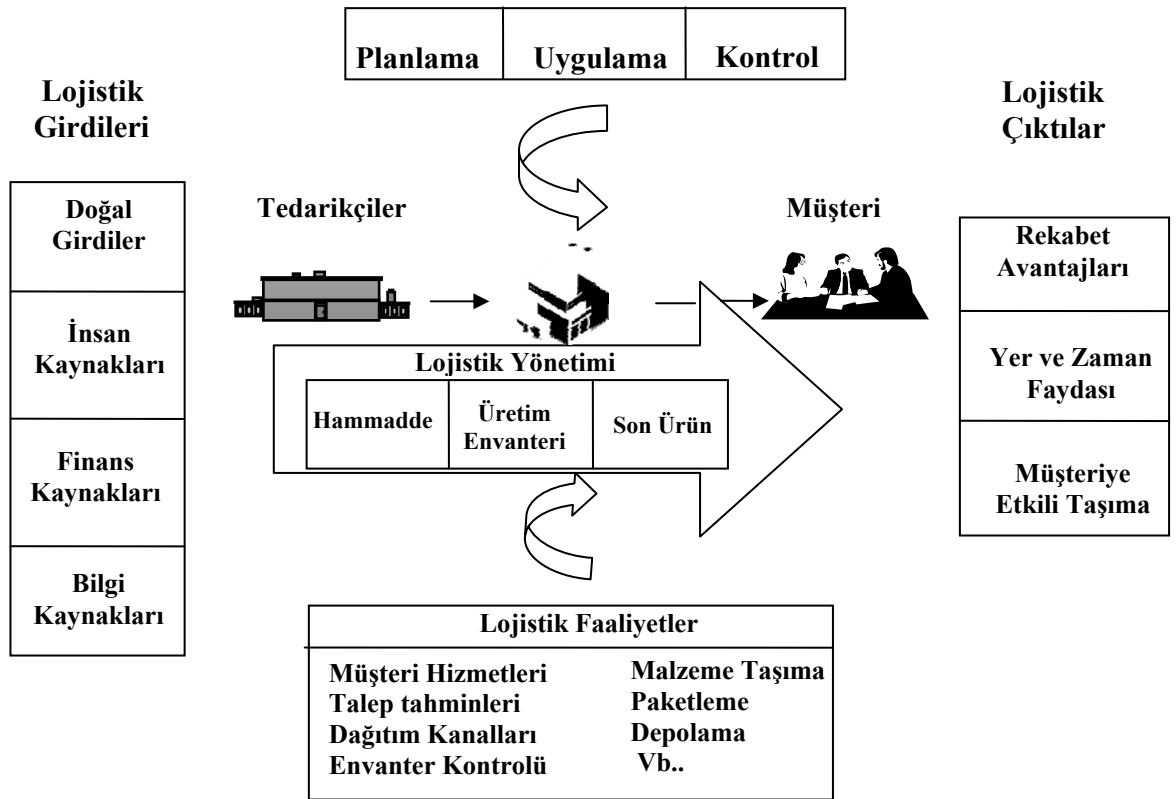 Planlama Uygulama Kontrol
Lojistik
Girdileri
Lojistik
Çıktılar
Doğal
Girdiler
İnsan
Kaynakları
Finans
Kaynakları
Bilgi
Kaynakları
Tedarikçiler
Müşteri
Lojistik Yönetimi
Hammadde
Üretim
Envanteri
Son Ürün
Rekabet
Avantajları
Yer ve Zaman
Faydası
Müşteriye
Etkili Taşıma
Lojistik Faaliyetler
Müşteri Hizmetleri
Talep tahminleri
Dağıtım Kanalları
Envanter Kontrolü
Malzeme Taşıma
Paketleme
Depolama
Vb..